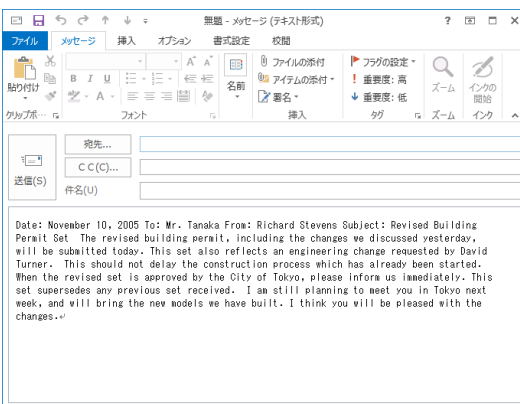 無題 - メッセージ (テキスト形式)
ファイル メッセージ 挿入 オプション 書式設定 校閲
貼り付け
B I U
A
名前
ファイルの添付
アイテムの添付
署名
フラグの設定
重要度: 高
重要度: 低
ズーム
インクの
開始
クリップボ… フォント 挿入 タグ ズーム インク
送信(S)
宛先...
C C(C)...
件名(U)
Date: November 10, 2005 To: Mr. Tanaka From: Richard Stevens Subject: Revised Building
Permit Set The revised building permit, including the changes we discussed yesterday,
will be submitted today. This set also reflects an engineering change requested by David
Turner. This should not delay the construction process which has already been started.
When the revised set is approved by the City of Tokyo, please inform us immediately. This
set supersedes any previous set received. I am still planning to meet you in Tokyo next
week, and will bring the new models we have built. I think you will be pleased with the
changes.